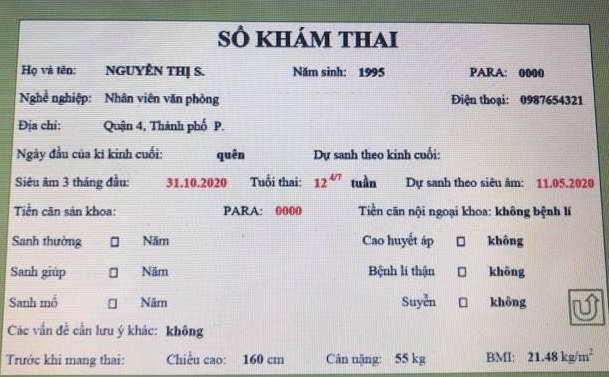 SỔ KHÁM THAI
Họ và tên: NGUYỄN THỊ S. Năm sinh: 1995 PARA: 0000
Nghề nghiệp: Nhân viên văn phòng Điện thoại: 0987654321
Địa chỉ: Quận 4, Thành phố P.
Ngày đầu của kì kinh cuối: quên Dự sanh theo kinh cuối:
Siêu âm 3 tháng đầu: 31.10.2020 Tuổi thai: 12 4/7 tuần Dự sanh theo siêu âm: 11.05.2020
Tiền căn sản khoa: PARA: 0000 Tiền căn nội ngoại khoa: không bệnh lí
Sanh thường Năm Cao huyết áp không
Sanh giúp Năm Bệnh lí thận không
Sanh mổ Năm Suyễn không
Các vấn đề cần lưu ý khác: không
Trước khi mang thai: Chiều cao: 160 cm Cân nặng: 55 kg BMI: 21.48 kg/m²